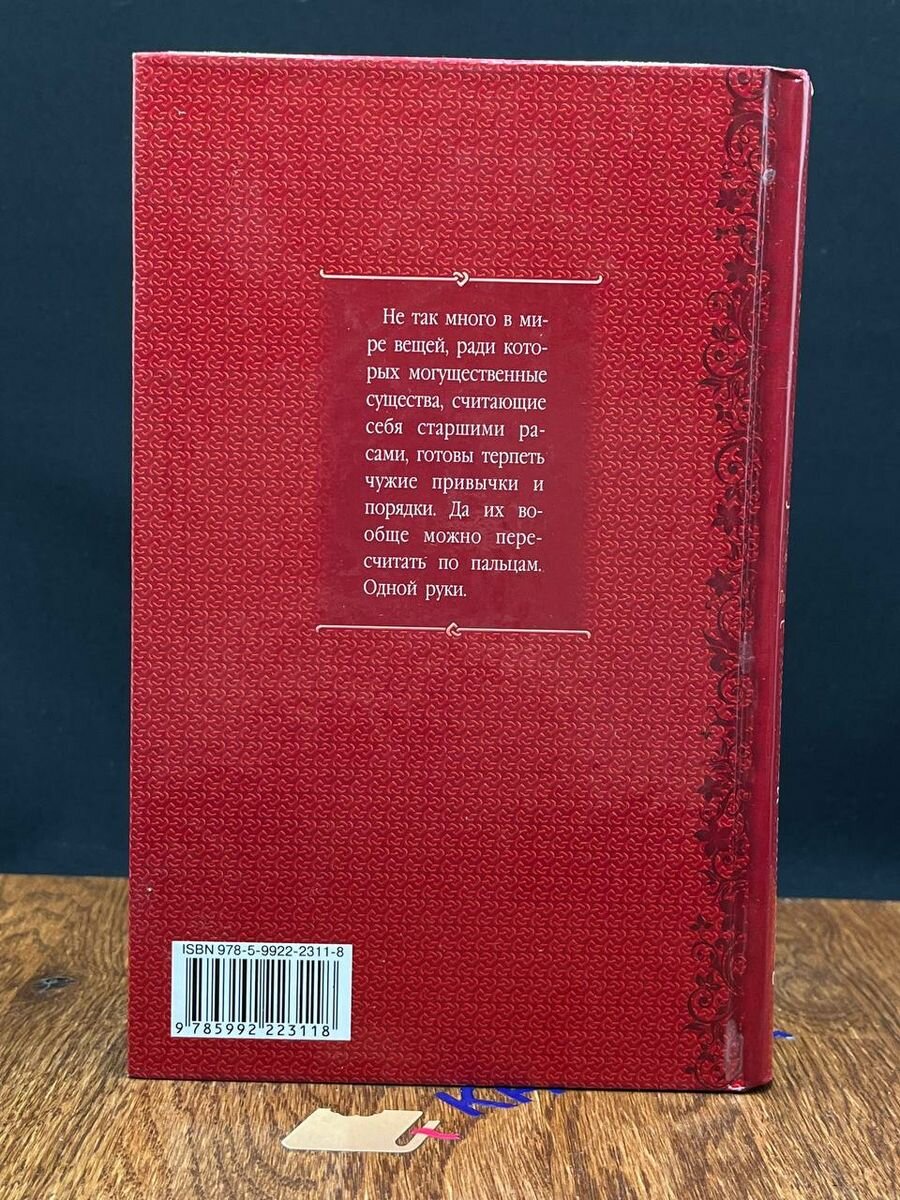 Не так много в ми-
ре вещей, ради кото-
рых могущественные
существа, считающие
себя старшими ра-
сами, готовы терпеть
чужие привычки и
порядки. Да их во-
обще можно пере-
считать по пальцам.
Одной руки.
ISBN 978-5-9922-2311-8
9 785992 223118